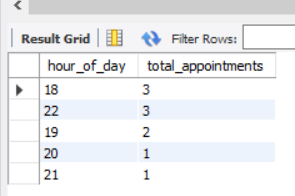 Result Grid Filter Rows:
hour_of_day total_appointments
18 3
22 3
19 2
20 1
21 1